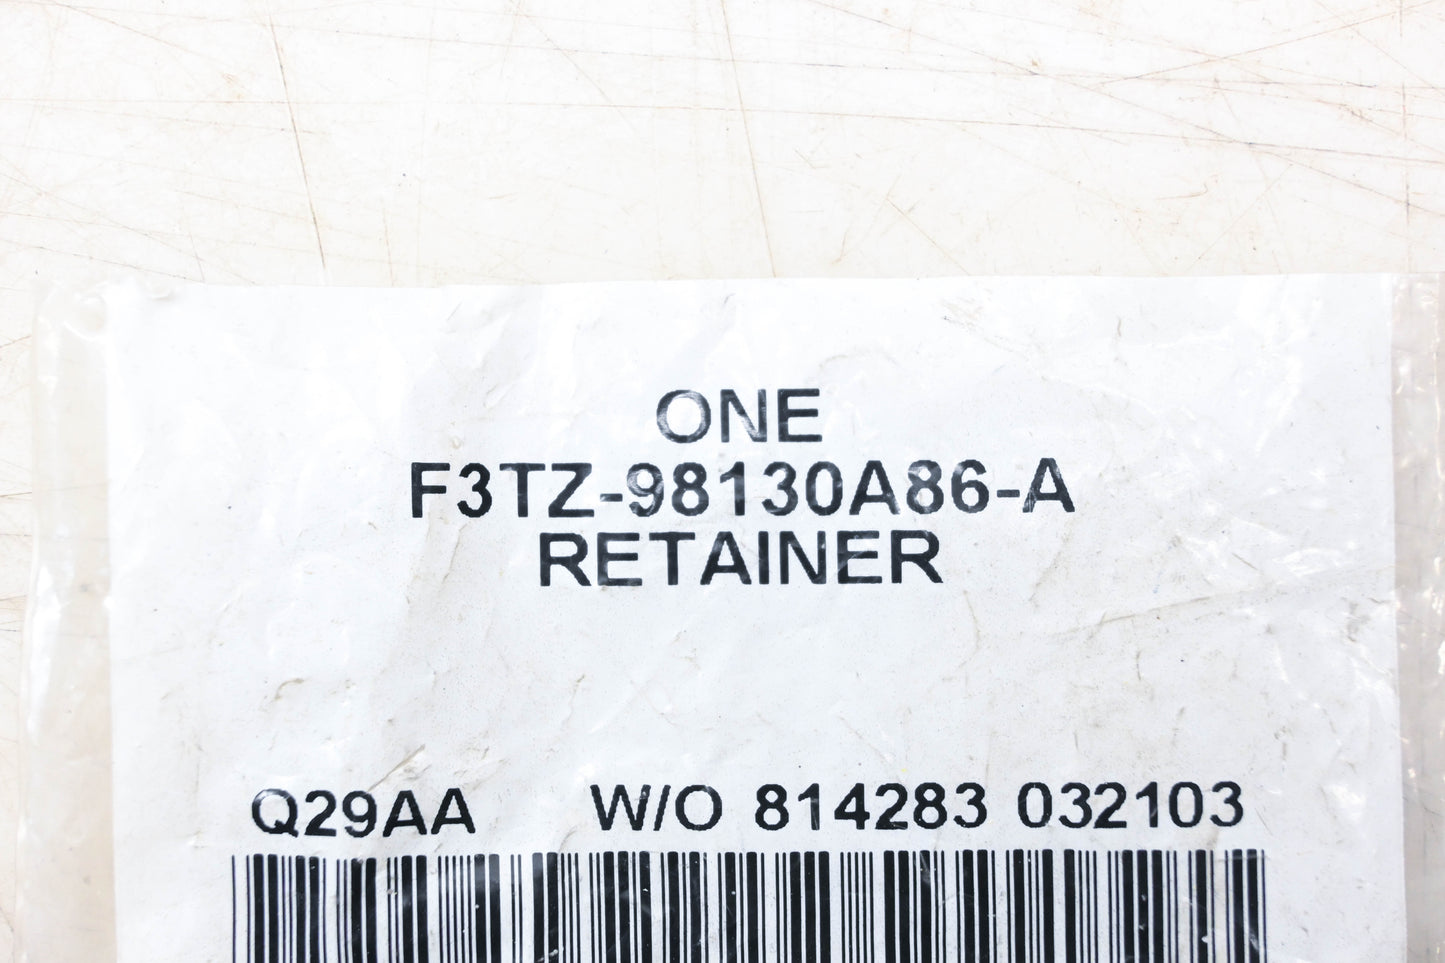 ONE
F3TZ-98130A86-A
RETAINER
Q29AA W/O 814283 032103